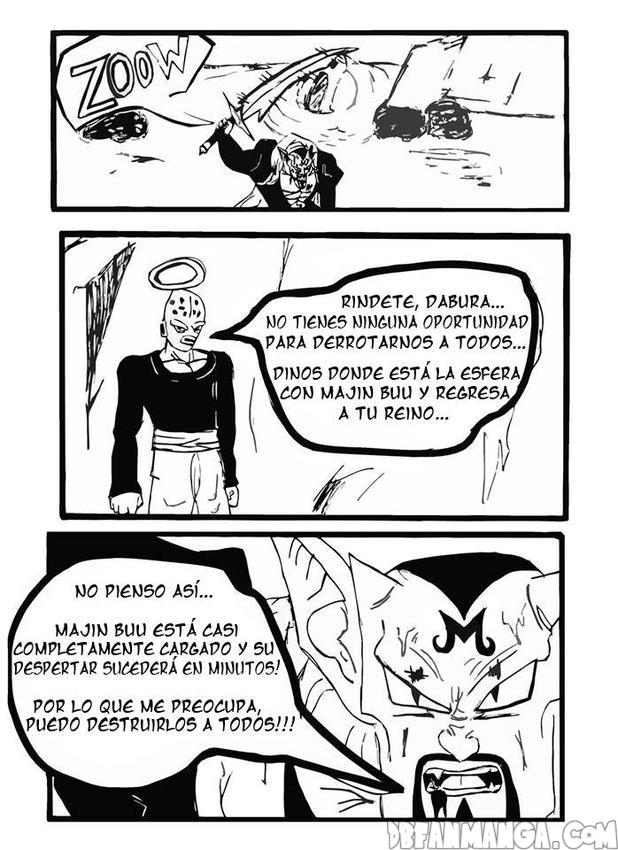 ZOOW
RINDETE, DABURA...
NO TIENES NINGUNA OPORTUNIDAD
PARA DERROTARNOS A TODOS...
DINOS DONDE ESTÁ LA ESFERA
CON MAJIN BUU Y REGRESA
A TU REINO...
NO PIENSO ASÍ...
MAJIN BUU ESTÁ CASI
COMPLETAMENTE CARGADO Y SU
DESPERTAR SUCEDERÁ EN MINUTOS!
POR LO QUE ME PREOCUPA,
PUEDO DESTRUIRLOS A TODOS!!!
M
DBFANMANGA.COM